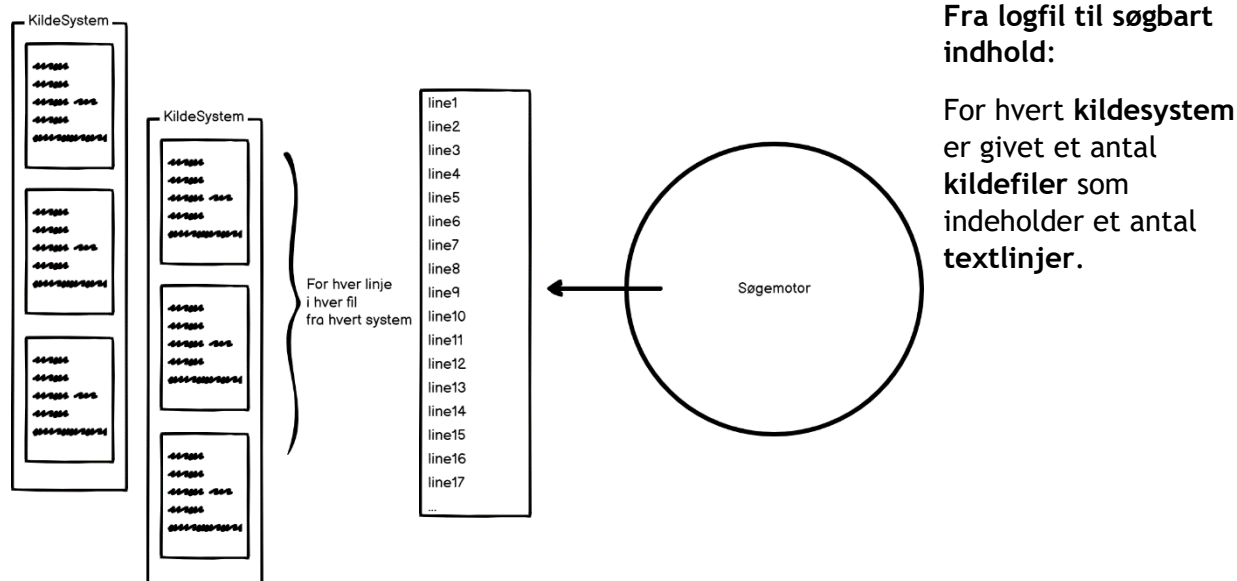 KildeSystem
KildeSystem
For hver linje
i hver fil
fra hvert system
line1
line2
line3
line4
line5
line6
line7
line8
line9
line10
line11
line12
line13
line14
line15
line16
line17
...
Søgemotor
Fra logfil til søgbart
indhold:
For hvert kildesystem
er givet et antal
kildefiler som
indeholder et antal
textlinjer.